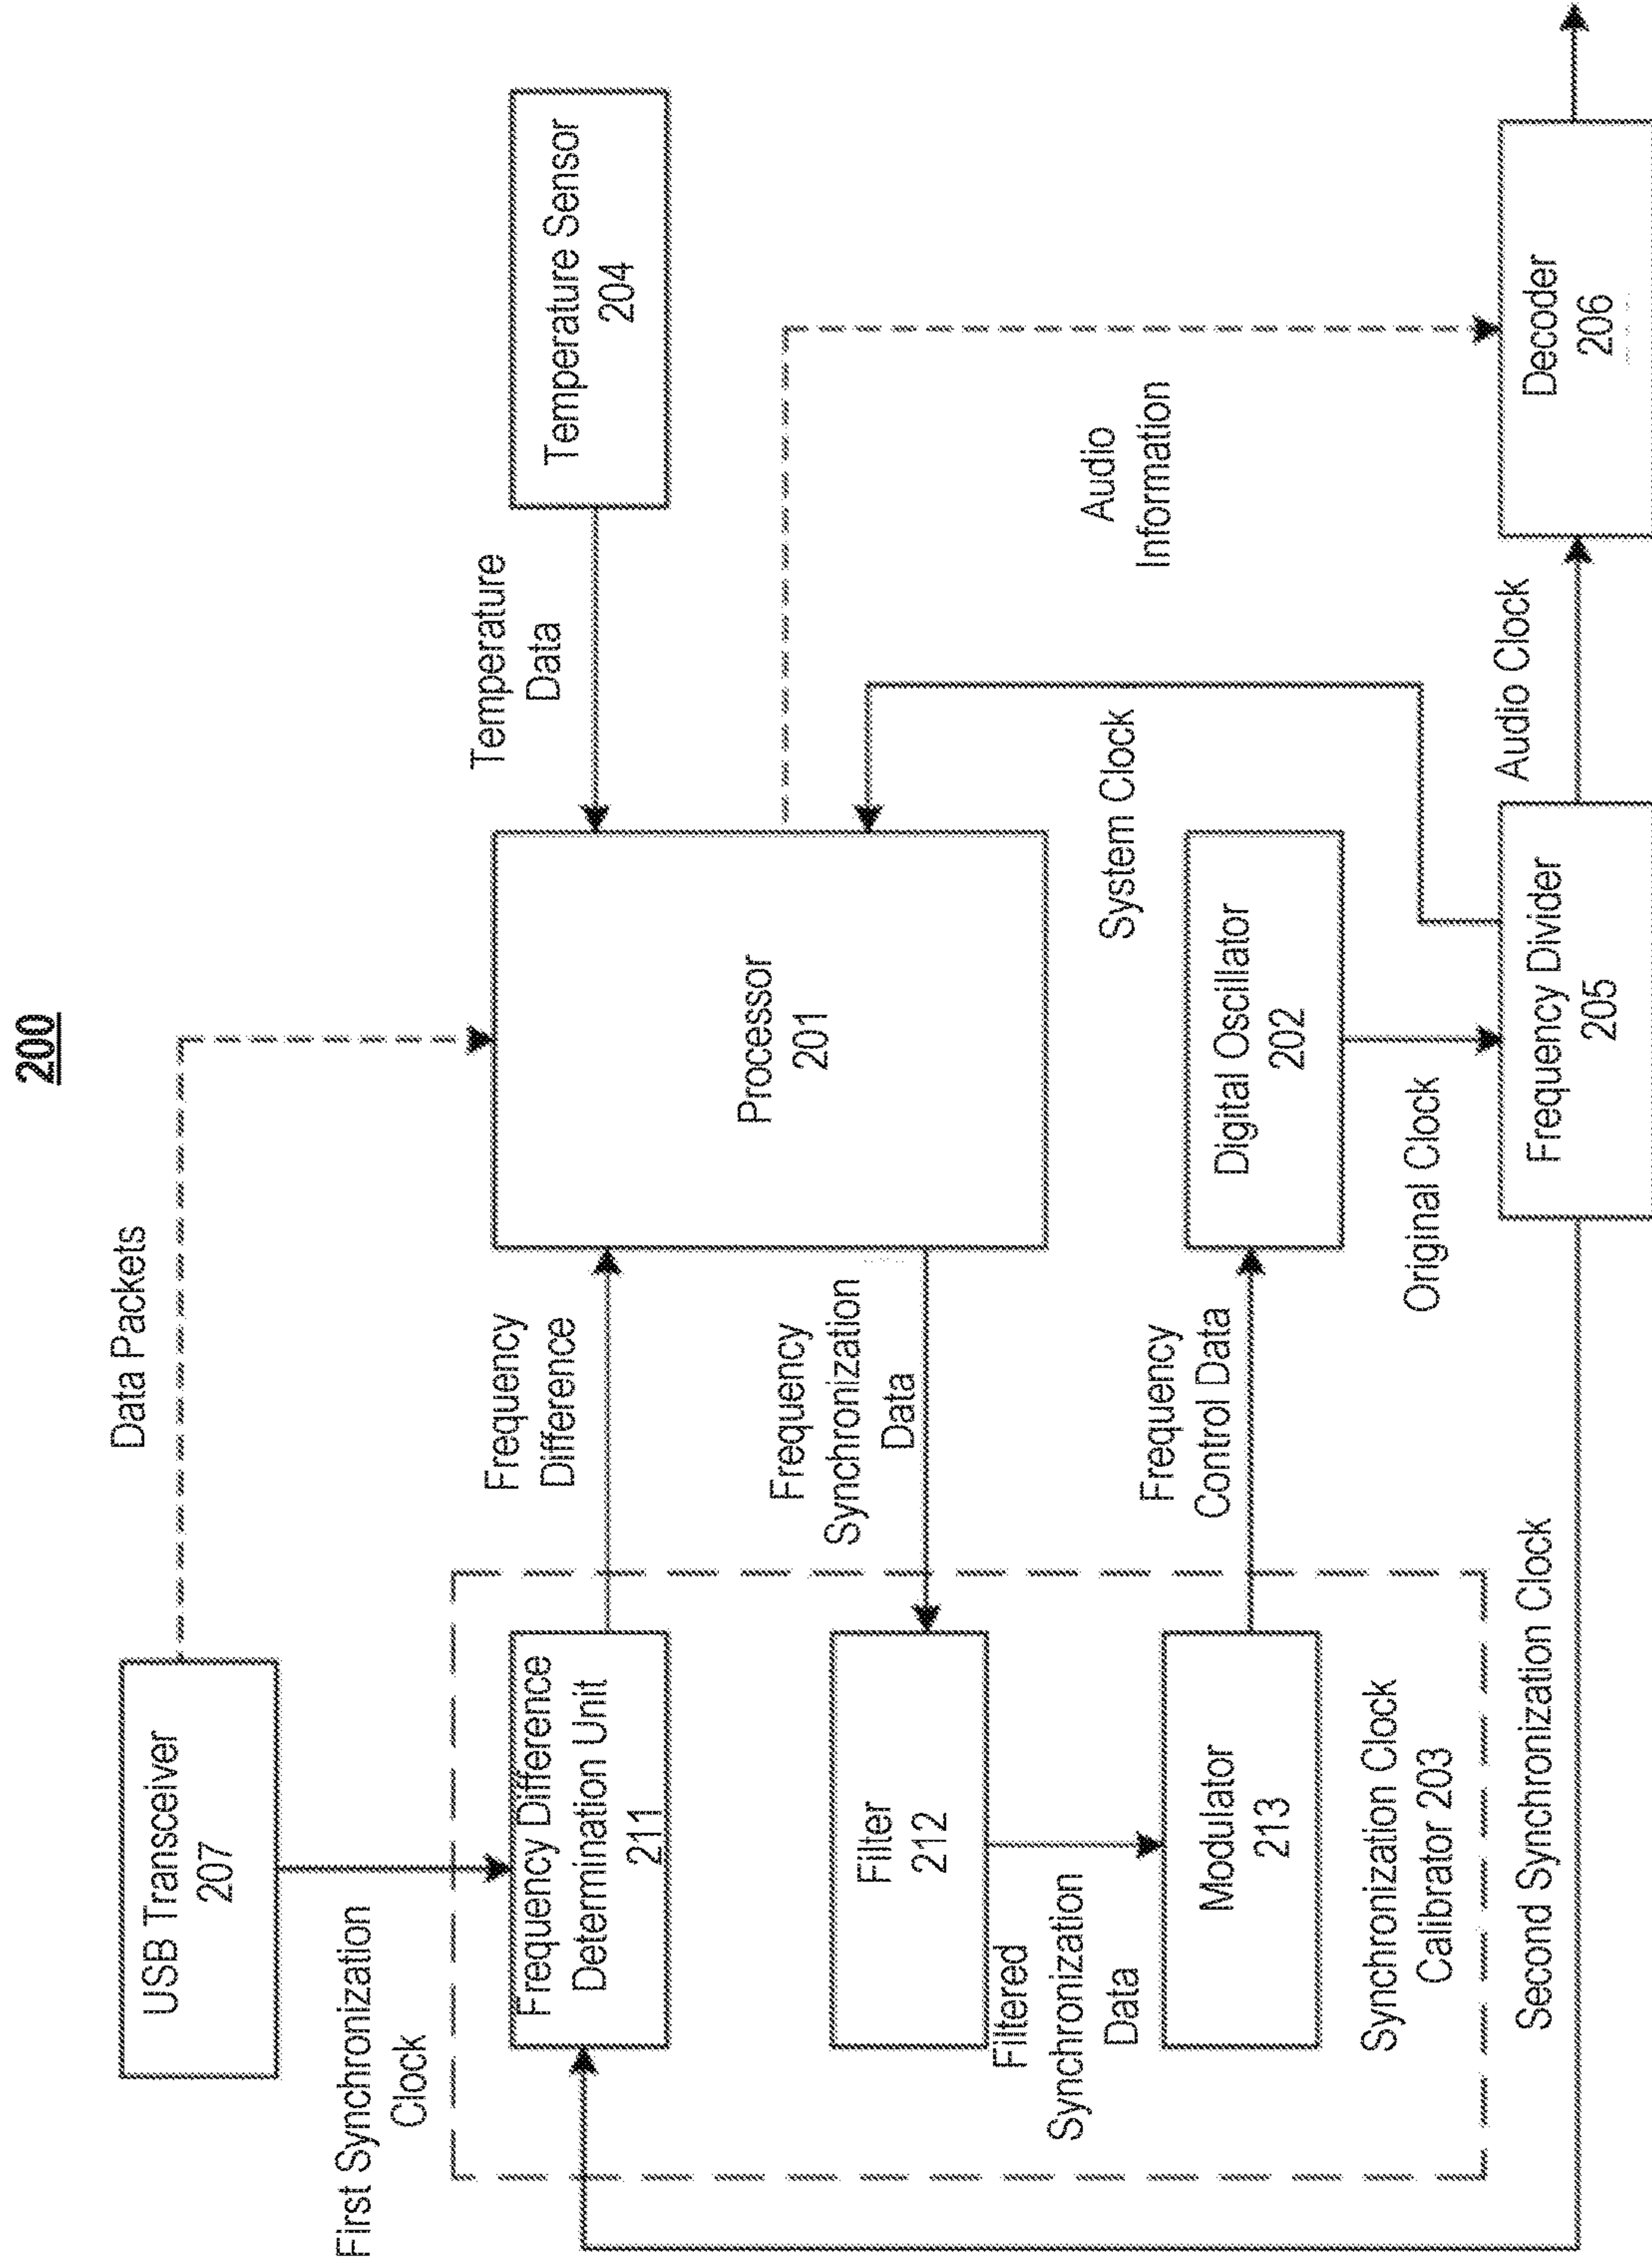 200
USB Transceiver
207
Data Packets
First Synchronization
Clock
Frequency Difference
Determination Unit
211
Frequency
Difference
Processor
201
Temperature
Data
Temperature Sensor
204
Filter
212
Frequency
Synchronization
Data
Filtered
Synchronization
Data
Modulator
213
Frequency
Control Data
Digital Oscillator
202
System Clock
Audio
Information
Synchronization Clock
Calibrator 203
Original Clock
Second Synchronization Clock
Frequency Divider
205
Audio Clock
Decoder
206